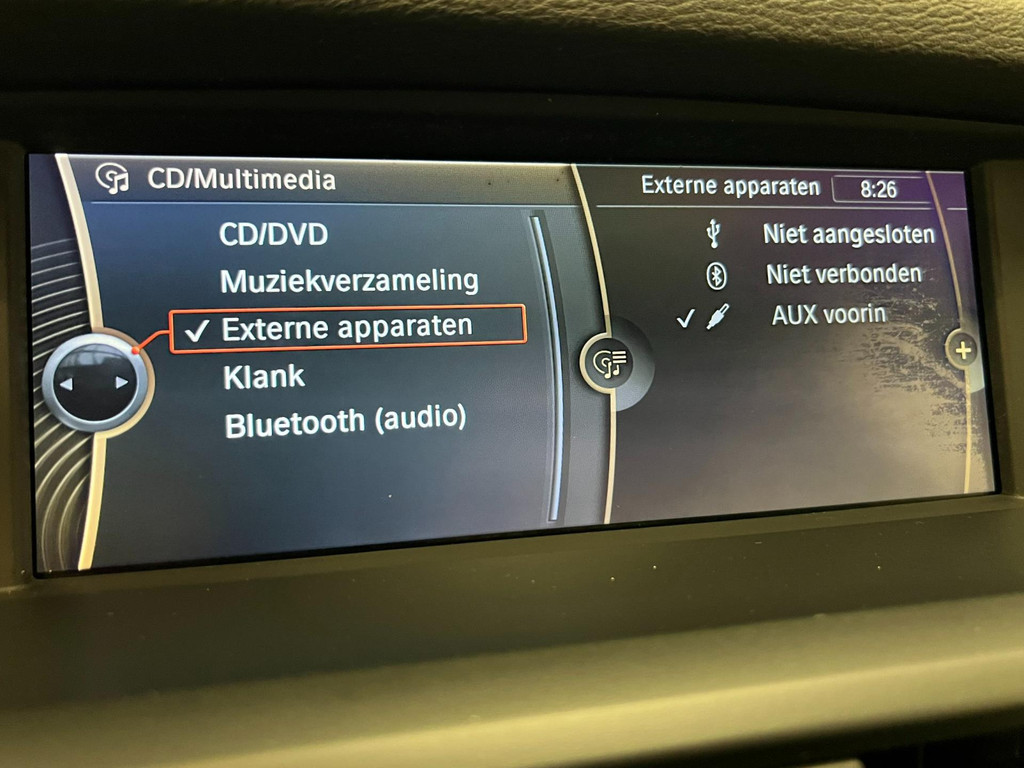 CD/Multimedia
CD/DVD
Muziekverzameling
Externe apparaten
Klank
Bluetooth (audio)
Externe apparaten 8:26
Niet aangesloten
Niet verbonden
AUX voorin